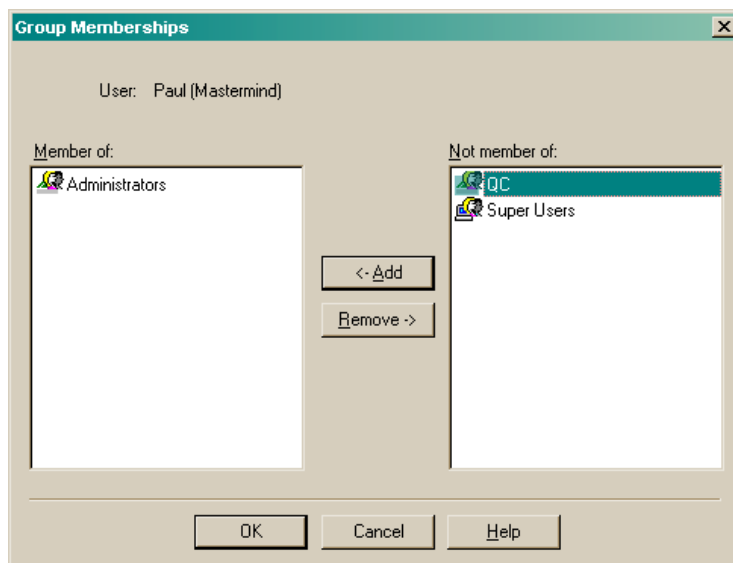 Group Memberships
User: Paul (Mastermind)
Member of:
Not member of:
Administrators
QC
Super Users
<- Add
Remove ->
OK
Cancel
Help